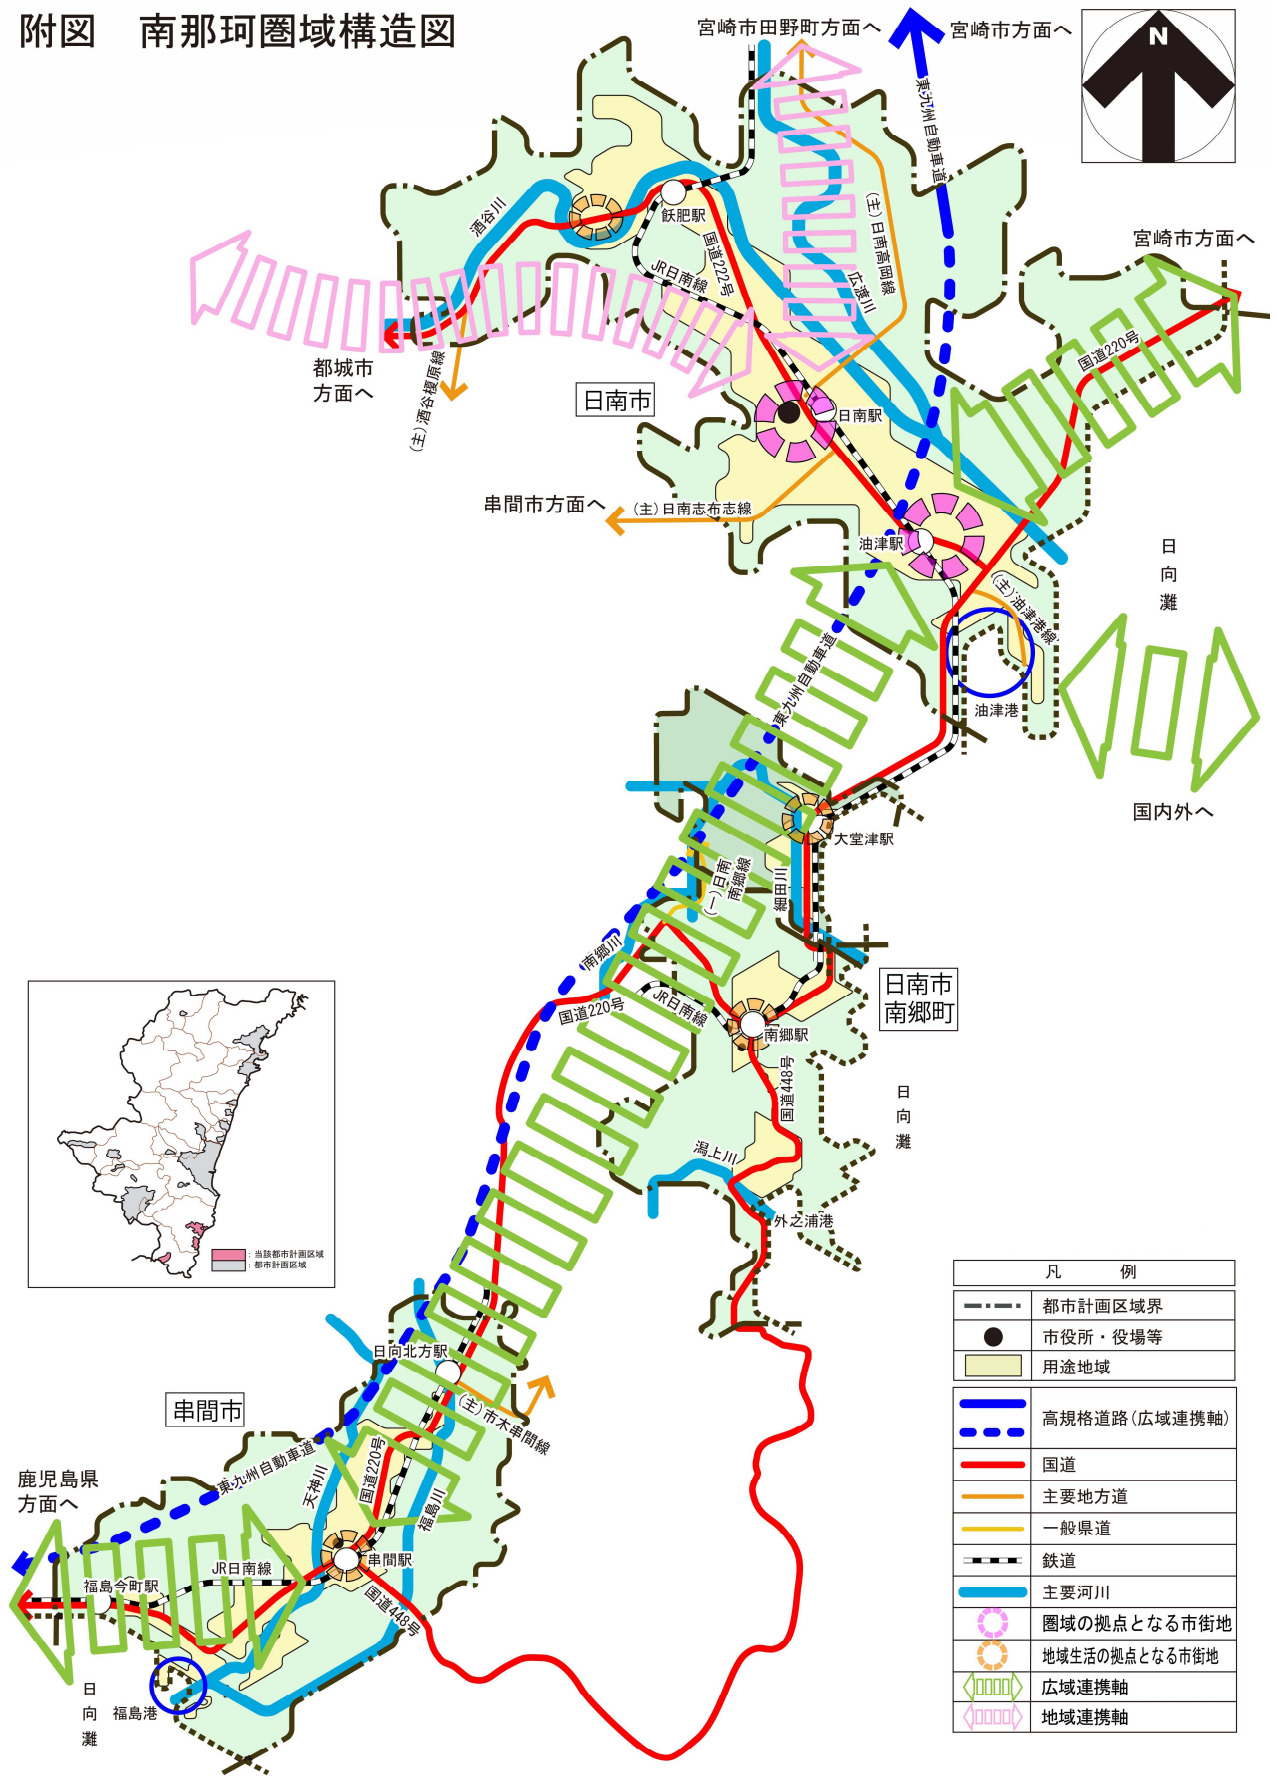 附図　南那珂圏域構造図
宮崎市田野町方面へ
宮崎市方面へ
N
東九州自動車道
酒谷川
飫肥駅
(主)日南高岡線
宮崎市方面へ
国道222号
JR日南線
広渡川
国道220号
都城市
方面へ
(主)酒谷榎原線
日南市
日南駅
串間市方面へ
(主)日南志布志線
油津駅
日向灘
(主)油津港線
東九州自動車道
油津港
国内外へ
大堂津駅
(一)日南
南郷線
細田川
南郷川
日南市
南郷町
国道220号
JR日南線
南郷駅
国道448号
日向灘
潟上川
外之浦港
：当該都市計画区域
：都市計画区域
日向北方駅
串間市
(主)市木串間線
東九州自動車道
国道220号
鹿児島県
方面へ
天神川
福島川
JR日南線
串間駅
福島今町駅
国道448号
日向灘
福島港
凡　例
都市計画区域界
市役所・役場等
用途地域
高規格道路(広域連携軸)
国道
主要地方道
一般県道
鉄道
主要河川
圏域の拠点となる市街地
地域生活の拠点となる市街地
広域連携軸
地域連携軸